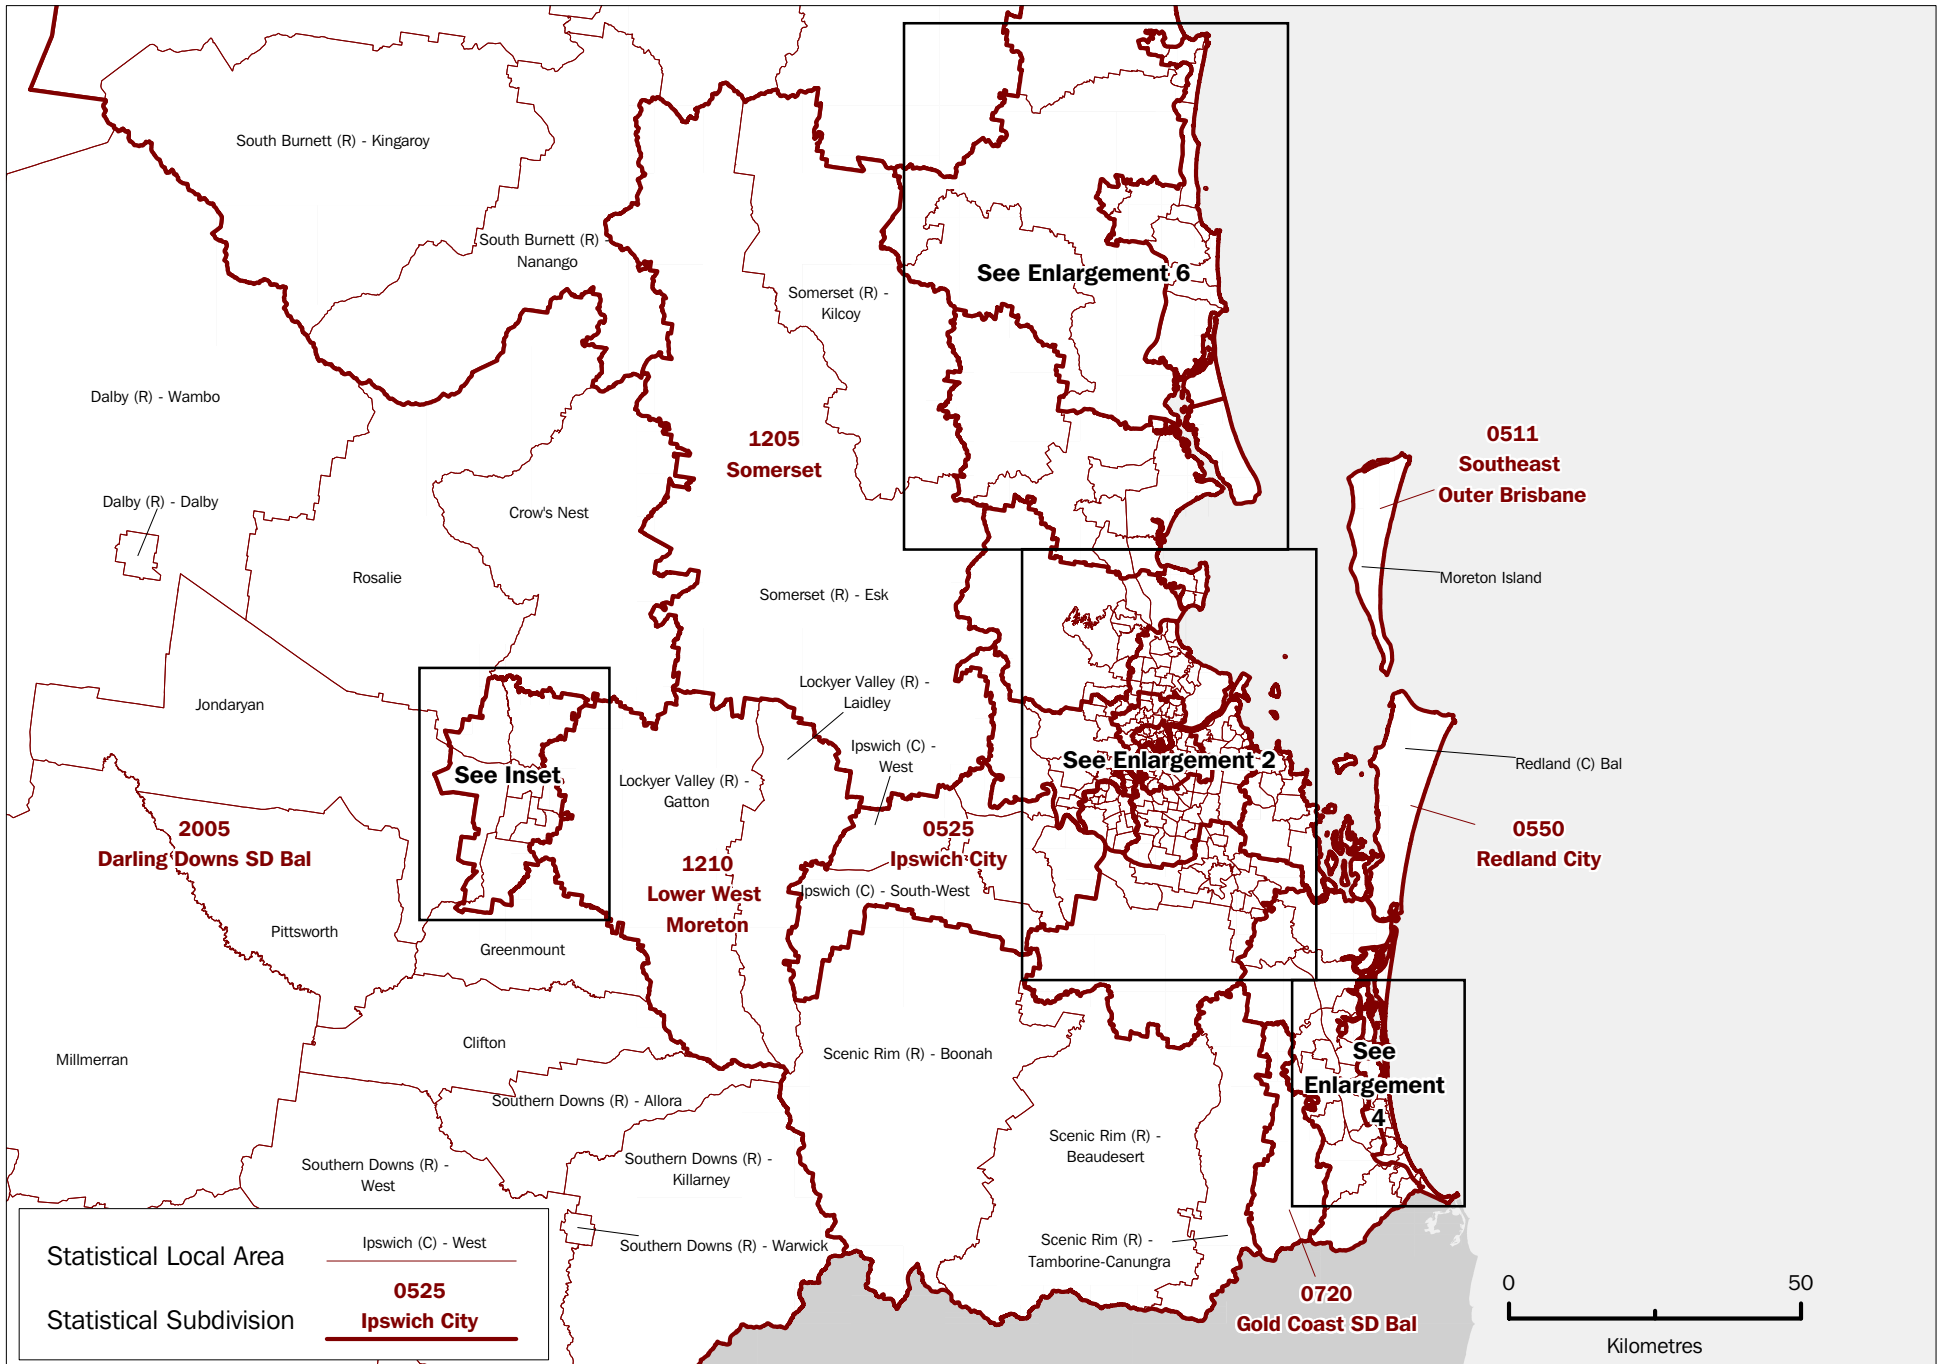 South Burnett (R) - Kingaroy
South Burnett (R) -
Nanango
Somerset (R) -
Kilcoy
See Enlargement 6
Dalby (R) - Wambo
1205
Somerset
0511
Southeast
Outer Brisbane
Dalby (R) - Dalby
Crow's Nest
Rosalie
Moreton Island
Somerset (R) - Esk
Lockyer Valley (R) -
Laidley
Jondaryan
Ipswich (C) -
West
See Enlargement 2
Redland (C) Bal
See Inset
Lockyer Valley (R) -
Gatton
2005
Darling Downs SD Bal
0525
Ipswich City
0550
Redland City
1210
Lower West
Moreton
Ipswich (C) - South-West
Pittsworth
Greenmount
Clifton
Millmerran
Scenic Rim (R) - Boonah
See
Enlargement
4
Southern Downs (R) - Allora
Scenic Rim (R) -
Beaudesert
Southern Downs (R) -
West
Southern Downs (R) -
Killarney
Southern Downs (R) - Warwick
Scenic Rim (R) -
Tamborine-Canungra
0720
Gold Coast SD Bal
Statistical Local Area
Ipswich (C) - West
Statistical Subdivision
0525
Ipswich City
0 50
Kilometres